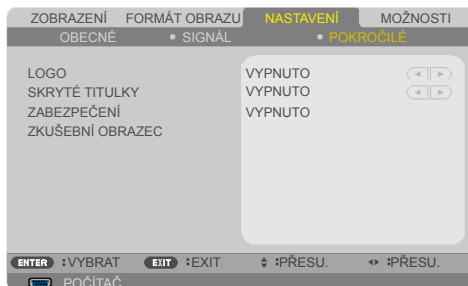 ZOBRAZENÍ FORMÁT OBRAZU NASTAVENÍ MOŽNOSTI
OBECNÉ • SIGNÁL • POKROČILÉ
LOGO VYPNUTO
SKRYTÉ TITULKY VYPNUTO
ZABEZPEČENÍ VYPNUTO
ZKUŠEBNÍ OBRAZEC
ENTER :VYBRAT EXIT :EXIT :PŘESU. :PŘESU.
POČÍTAČ